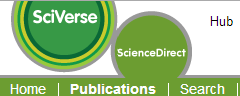 SciVerse
Hub
ScienceDirect
Home | Publications | Search |